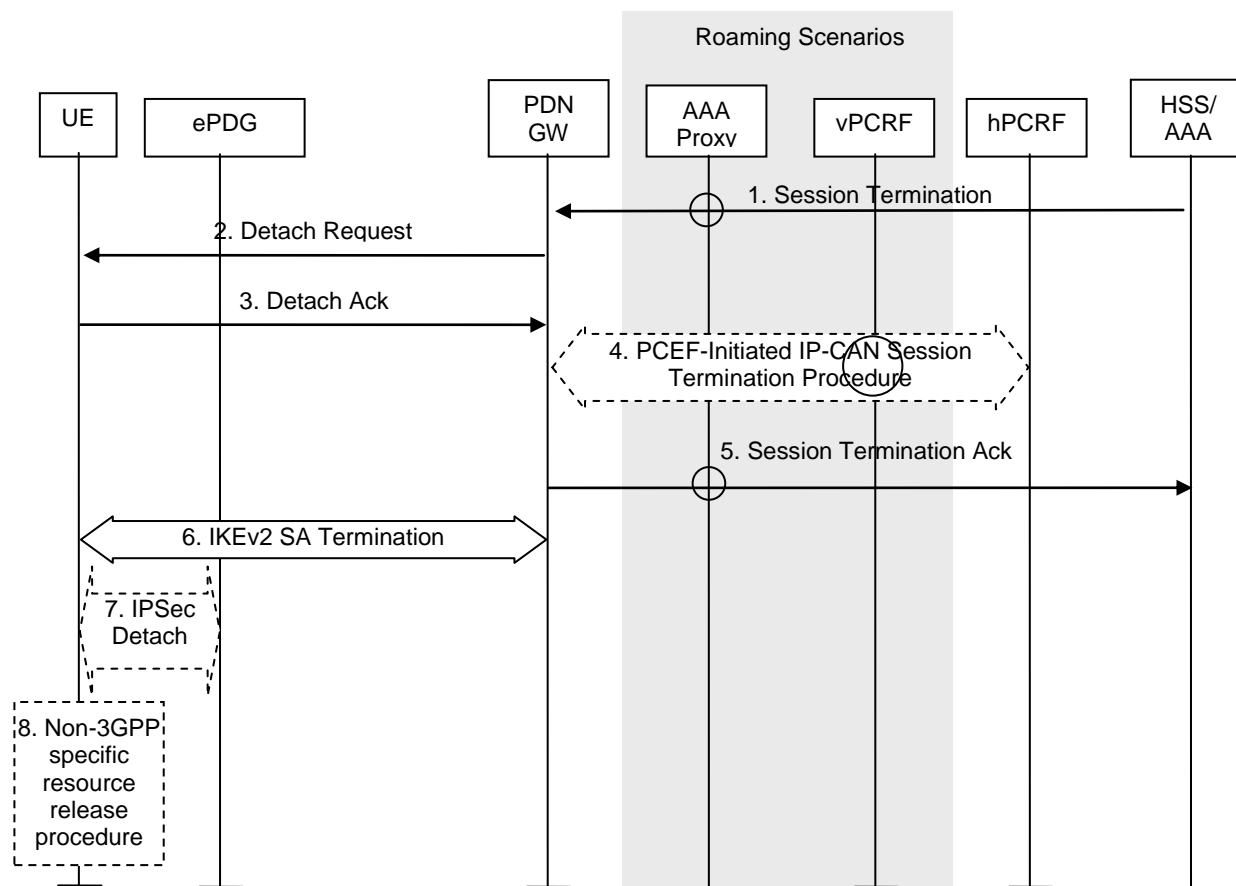 Roaming Scenarios
UE
ePDG
PDN
GW
AAA
Proxy
vPCRF
hPCRF
HSS/
AAA
1. Session Termination
2. Detach Request
3. Detach Ack
4. PCEF-Initiated IP-CAN Session
Termination Procedure
5. Session Termination Ack
6. IKEv2 SA Termination
7. IPSec
Detach
8. Non-3GPP
specific
resource
release
procedure